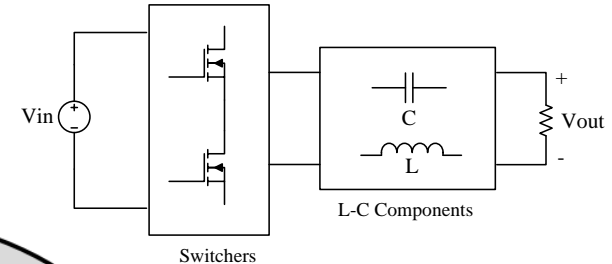 Vin
+
-
C
L
+
Vout
-
L-C Components
Switchers